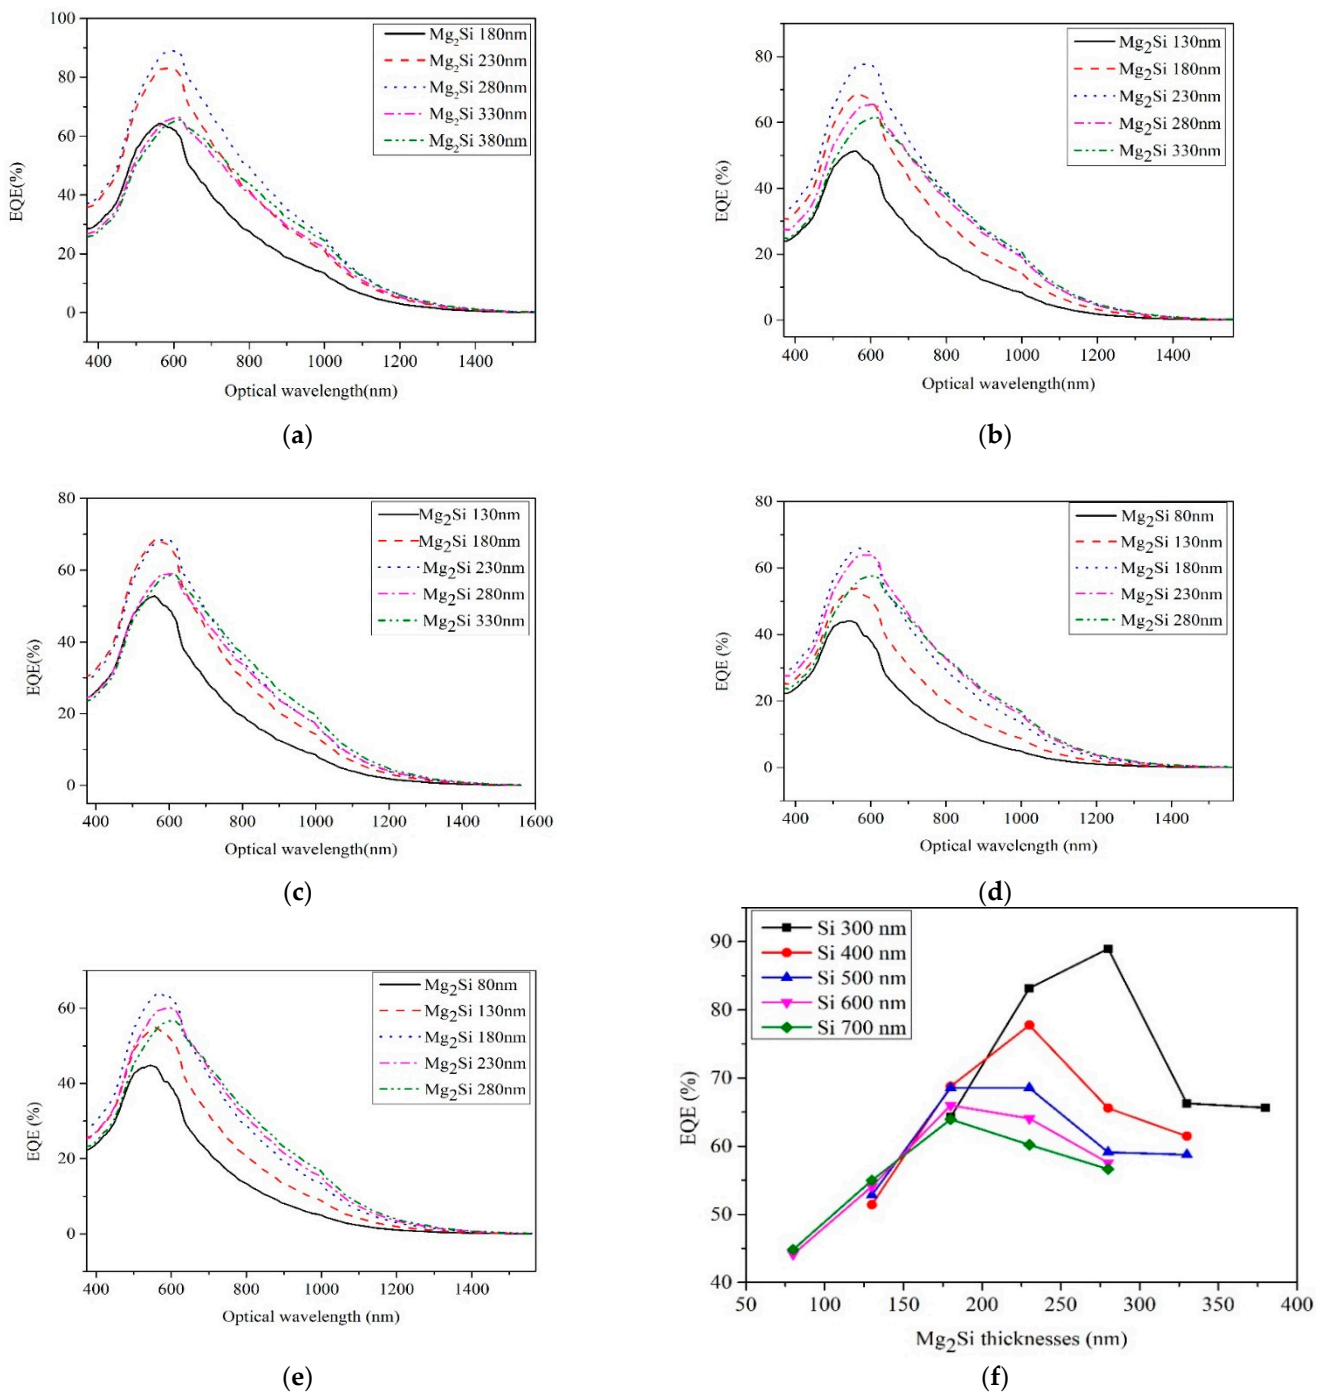 100
80
60
40
20
0
EQE(%)
400 600 800 1000 1200 1400
Optical wavelength(nm)
Mg2Si 180nm
Mg2Si 230nm
Mg2Si 280nm
Mg2Si 330nm
Mg2Si 380nm
(a)
80
60
40
20
0
EQE (%)
400 600 800 1000 1200 1400
Optical wavelength(nm)
Mg2Si 130nm
Mg2Si 180nm
Mg2Si 230nm
Mg2Si 280nm
Mg2Si 330nm
(b)
80
60
40
20
0
EQE(%)
400 600 800 1000 1200 1400 1600
Optical wavelength(nm)
Mg2Si 130nm
Mg2Si 180nm
Mg2Si 230nm
Mg2Si 280nm
Mg2Si 330nm
(c)
80
60
40
20
0
EQE (%)
400 600 800 1000 1200 1400
Optical wavelength (nm)
Mg2Si 80nm
Mg2Si 130nm
Mg2Si 180nm
Mg2Si 230nm
Mg2Si 280nm
(d)
60
40
20
0
EQE (%)
400 600 800 1000 1200 1400
Optical wavelength (nm)
Mg2Si 80nm
Mg2Si 130nm
Mg2Si 180nm
Mg2Si 230nm
Mg2Si 280nm
(e)
90
80
70
60
50
40
EQE (%)
50 100 150 200 250 300 350 400
Mg2Si thicknesses (nm)
Si 300 nm
Si 400 nm
Si 500 nm
Si 600 nm
Si 700 nm
(f)